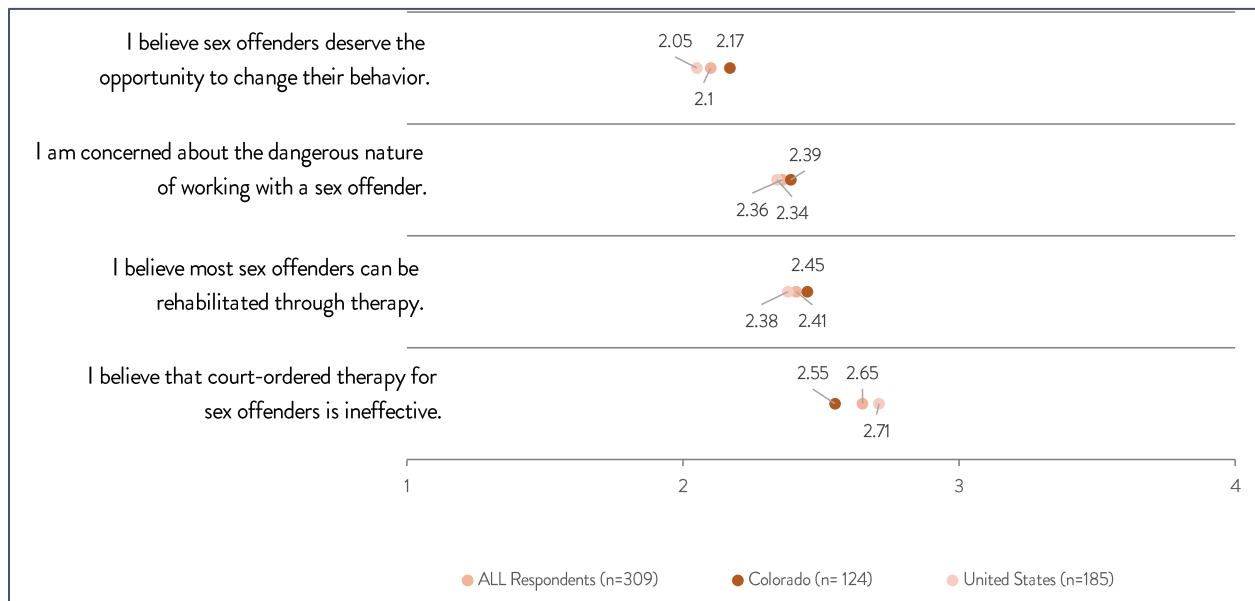 I believe sex offenders deserve the
opportunity to change their behavior.
2.05 2.17
2.1
I am concerned about the dangerous nature
of working with a sex offender.
2.39
2.36 2.34
I believe most sex offenders can be
rehabilitated through therapy.
2.45
2.38 2.41
I believe that court-ordered therapy for
sex offenders is ineffective.
2.55 2.65
2.71
1 2 3 4
ALL Respondents (n=309) Colorado (n= 124) United States (n=185)